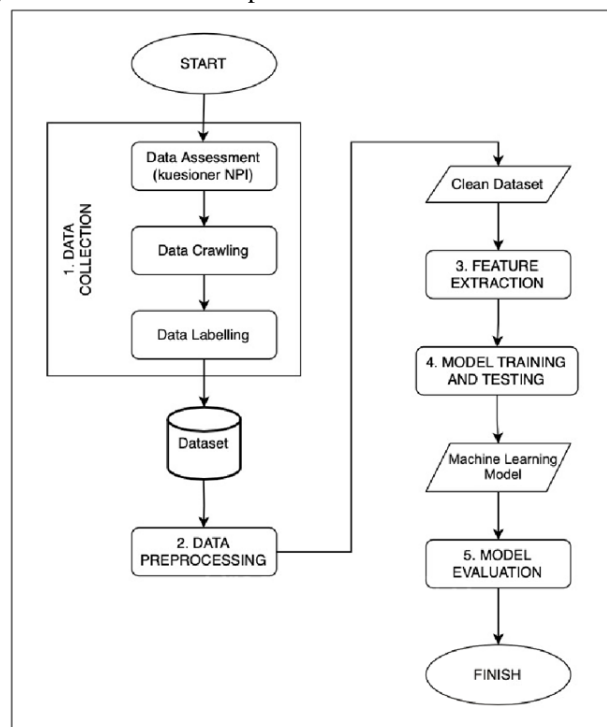 START
1. DATA
COLLECTION
Data Assessment
(kuesioner NPI)
Data Crawling
Data Labelling
Dataset
2. DATA
PREPROCESSING
Clean Dataset
3. FEATURE
EXTRACTION
4. MODEL TRAINING
AND TESTING
Machine Learning
Model
5. MODEL
EVALUATION
FINISH